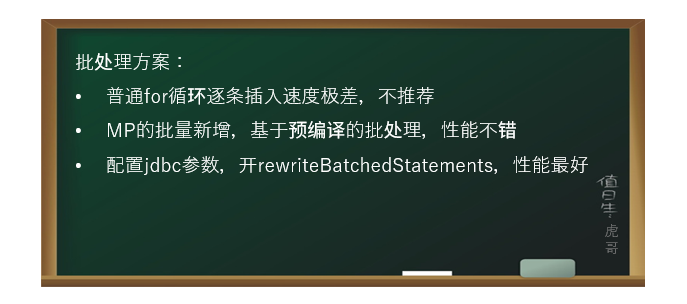 批处理方案：
• 普通for循环逐条插入速度极差，不推荐
• MP的批量新增，基于预编译的批处理，性能不错
• 配置jdbc参数，开rewriteBatchedStatements，性能最好
值日生
虎哥